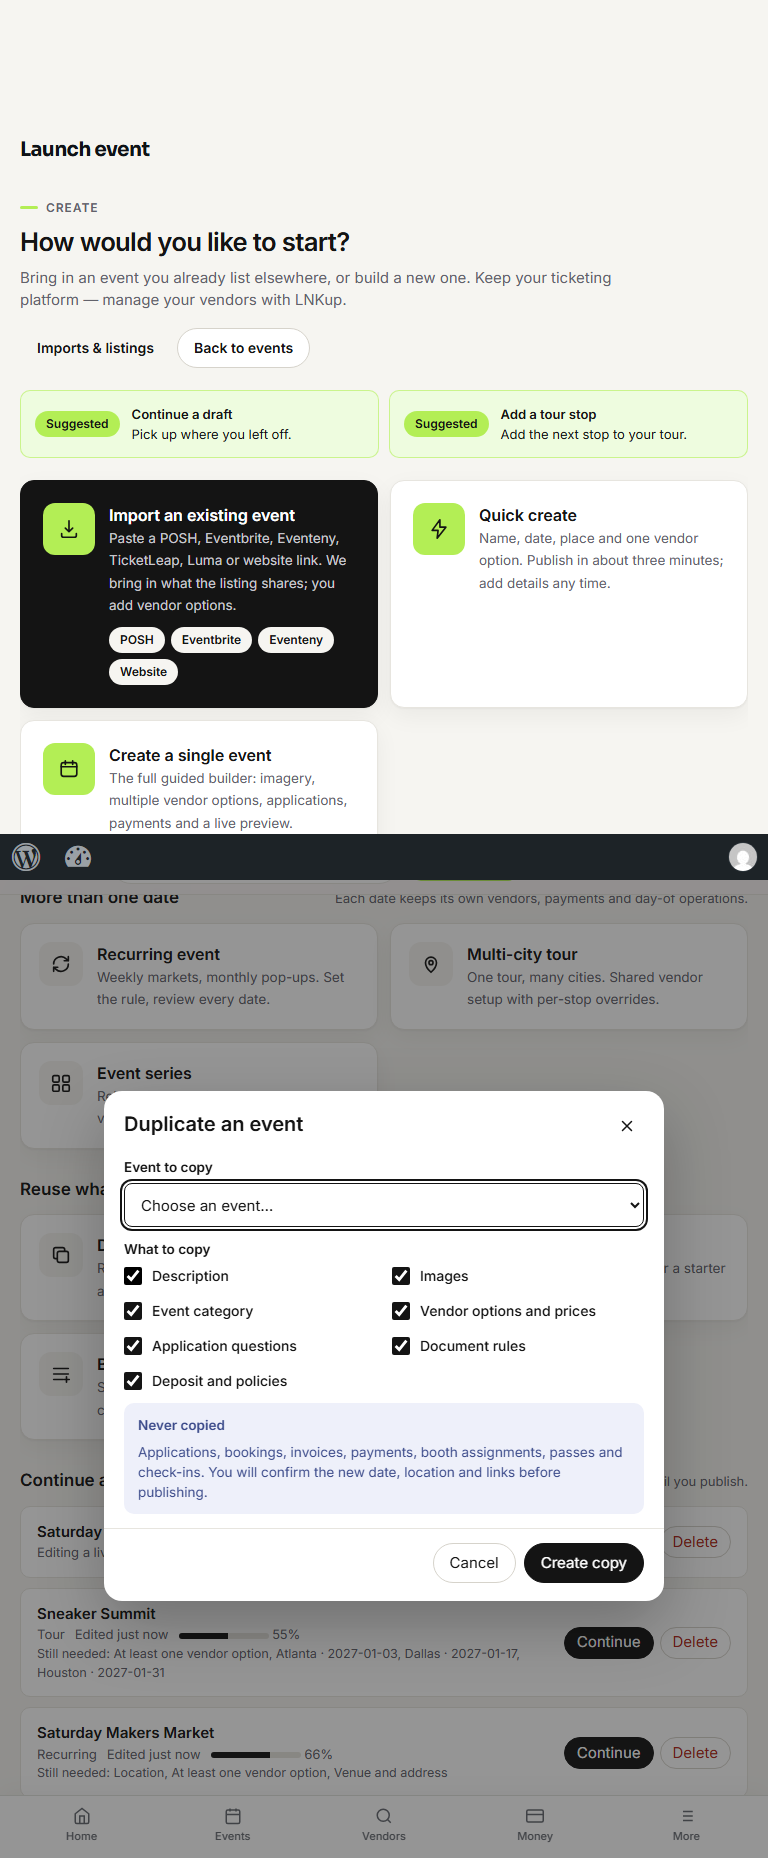 Launch event
CREATE
How would you like to start?
Bring in an event you already list elsewhere, or build a new one. Keep your ticketing
platform — manage your vendors with LNKup.
Imports & listings
Back to events
Suggested
Continue a draft
Pick up where you left off.
Suggested
Add a tour stop
Add the next stop to your tour.
Import an existing event
Paste a POSH, Eventbrite, Eventeny,
TicketLeap, Luma or website link. We
bring in what the listing shares; you
add vendor options.
POSH
Eventbrite
Eventeny
Website
Quick create
Name, date, place and one vendor
option. Publish in about three minutes;
add details any time.
Create a single event
The full guided builder: imagery,
multiple vendor options, applications,
payments and a live preview.
More than one date
Each date keeps its own vendors, payments and day-of operations.
Recurring event
Weekly markets, monthly pop-ups. Set
the rule, review every date.
Multi-city tour
One tour, many cities. Shared vendor
setup with per-stop overrides.
Event series
Duplicate an event
Event to copy
Choose an event...
What to copy
Description
Images
Event category
Vendor options and prices
Application questions
Document rules
Deposit and policies
Never copied
Applications, bookings, invoices, payments, booth assignments, passes and
check-ins. You will confirm the new date, location and links before
publishing.
Cancel
Create copy
Reuse
a starter
Continue
you publish.
Saturday
Editing a
Delete
Sneaker Summit
Tour Edited just now 55%
Still needed: At least one vendor option, Atlanta · 2027-01-03, Dallas · 2027-01-17,
Houston · 2027-01-31
Continue
Delete
Saturday Makers Market
Recurring Edited just now 66%
Still needed: Location, At least one vendor option, Venue and address
Continue
Delete
Home
Events
Vendors
Money
More